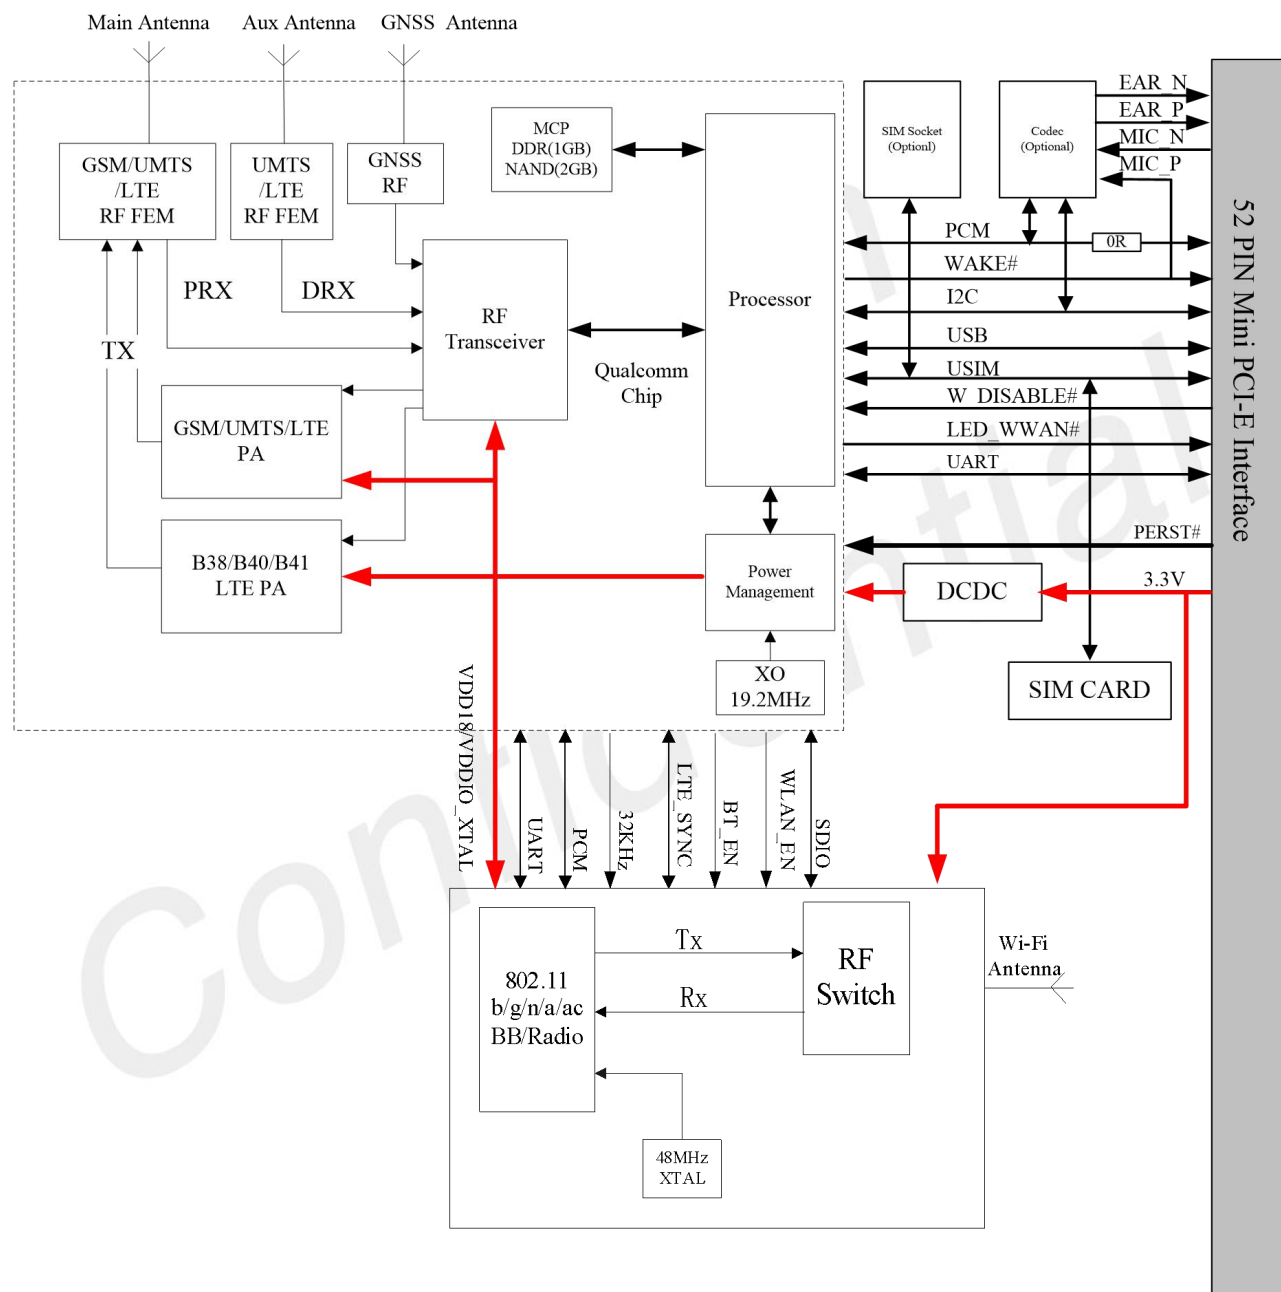 Main Antenna
Aux Antenna
GNSS Antenna
GSM/UMTS
/LTE
RF FEM
UMTS
/LTE
RF FEM
GNSS
RF
MCP
DDR(1GB)
NAND(2GB)
Processor
SIM Socket
(Optionl)
Codec
(Optional)
EAR_N
EAR_P
MIC_N
MIC_P
PCM
0R
WAKE#
I2C
USB
USIM
W_DISABLE#
LED_WWAN#
UART
PERST#
3.3V
52 PIN Mini PCI-E Interface
PRX
DRX
TX
RF
Transceiver
Qualcomm
Chip
GSM/UMTS/LTE
PA
B38/B40/B41
LTE PA
Power
Management
DCDC
XO
19.2MHz
SIM CARD
VDD18/VDDIO_XTAL
UART
PCM
32KHz
LTE_SYNC
BT_EN
WLAN_EN
SDIO
802.11
b/g/n/a/ac
BB/Radio
Tx
Rx
RF
Switch
Wi-Fi
Antenna
48MHz
XTAL
Confidential